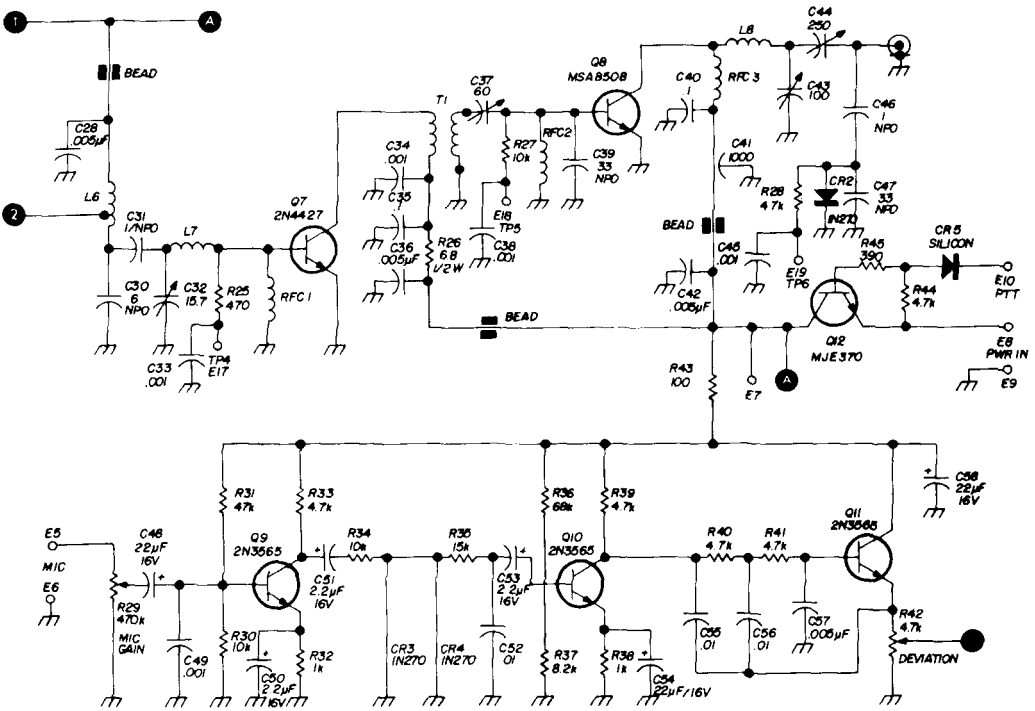 1
A
BEAD
C28
.005µF
L6
2
C31
1/NPO
L7
C30
6
NPO
C32
15.7
R25
470
RFC1
C33
.001
TP4
E17
Q7
2N4427
C34
.001
C35
.1
C36
.005µF
R26
6.8
1/2W
T1
C37
60
R27
10k
RFC2
E18
TP5
C38
.001
C39
33
NPO
Q8
MSA8508
BEAD
C40
.1
RFC3
L8
C44
250
C43
100
C46
1
NPO
C41
1000
R28
4.7k
CR2
1N270
C47
33
NPO
BEAD
C45
.001
E19
TP6
C42
.005µF
R45
390
CR5
SILICON
R44
4.7k
E10
PTT
Q12
MJE370
E8
PWR IN
E9
R43
100
E7
A
E5
MIC
E6
R29
470k
MIC
GAIN
C48
22µF
16V
C49
.001
R31
47k
R30
10k
Q9
2N3565
R33
4.7k
C50
2.2µF
16V
R32
1k
C51
2.2µF
16V
R34
10k
CR3
1N270
CR4
1N270
R35
15k
C52
.01
C53
2.2µF
16V
R36
68k
R37
8.2k
Q10
2N3565
R39
4.7k
R38
1k
C54
22µF/16V
R40
4.7k
R41
4.7k
C55
.01
C56
.01
C57
.005µF
Q11
2N3565
C58
22µF
16V
R42
4.7k
DEVIATION